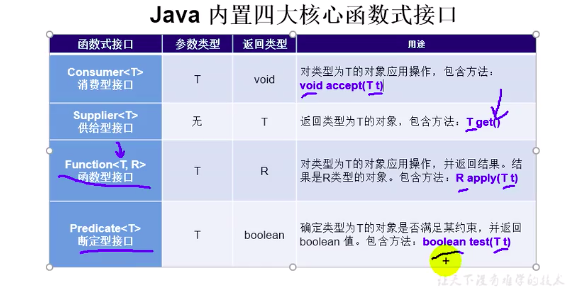 Java 内置四大核心函数式接口
函数式接口 参数类型 返回类型 用途
Consumer<T>
消费型接口
T
void
对类型为T的对象应用操作，包含方法：
void accept(T t)
Supplier<T>
供给型接口
无
T
返回类型为T的对象，包含方法：T get()
Function<T, R>
函数型接口
T
R
对类型为T的对象应用操作，并返回结果。结
果是R类型的对象。包含方法：R apply(T t)
Predicate<T>
断定型接口
T
boolean
确定类型为T的对象是否满足某约束，并返回
boolean 值。包含方法：boolean test(T t)
让天下没有难学的技术